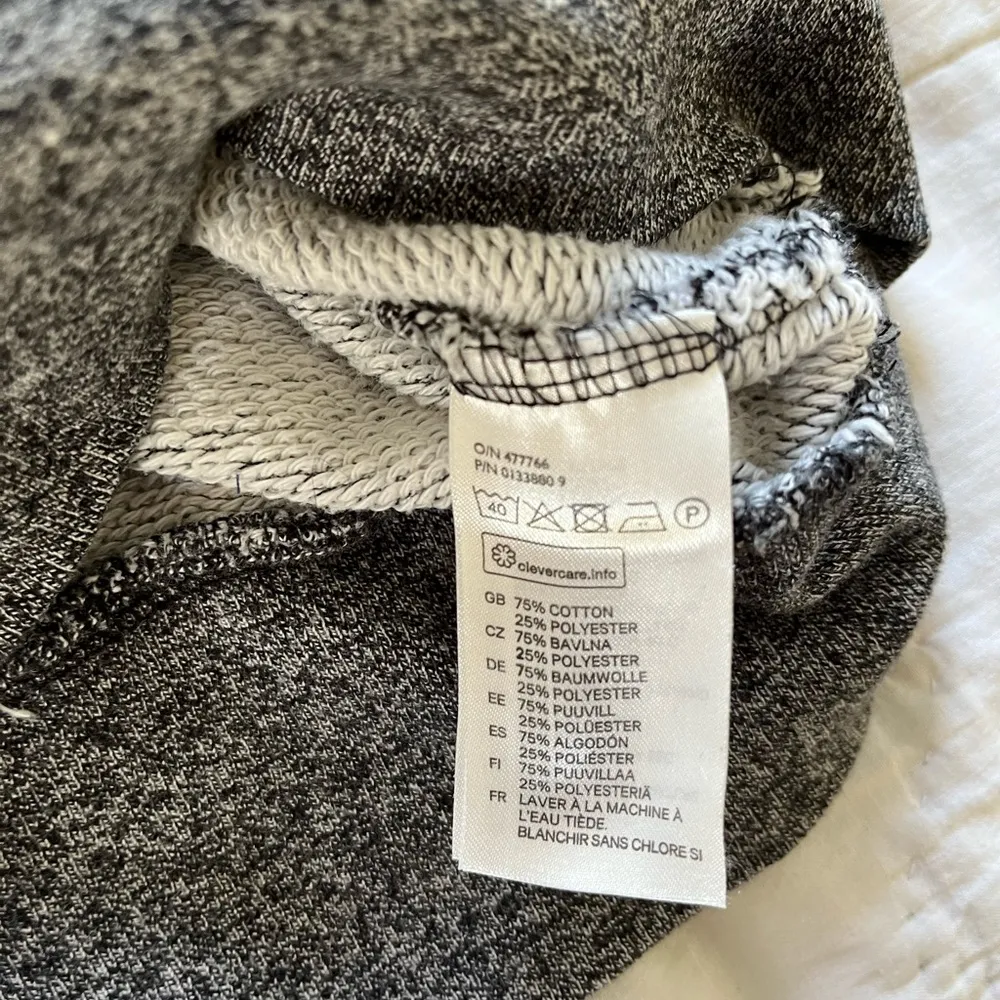 O/N 477766
P/N 0133880 9
40 P
clevercare.info
GB 75% COTTON
25% POLYESTER
CZ 75% BAVLNA
25% POLYESTER
DE 75% BAUMWOLLE
25% POLYESTER
EE 75% PUUVILL
25% POLÜESTER
ES 75% ALGODÓN
25% POLIÉSTER
FI 75% PUUVILLAA
25% POLYESTERIÄ
FR LAVER À LA MACHINE À
L'EAU TIÈDE.
BLANCHIR SANS CHLORE SI